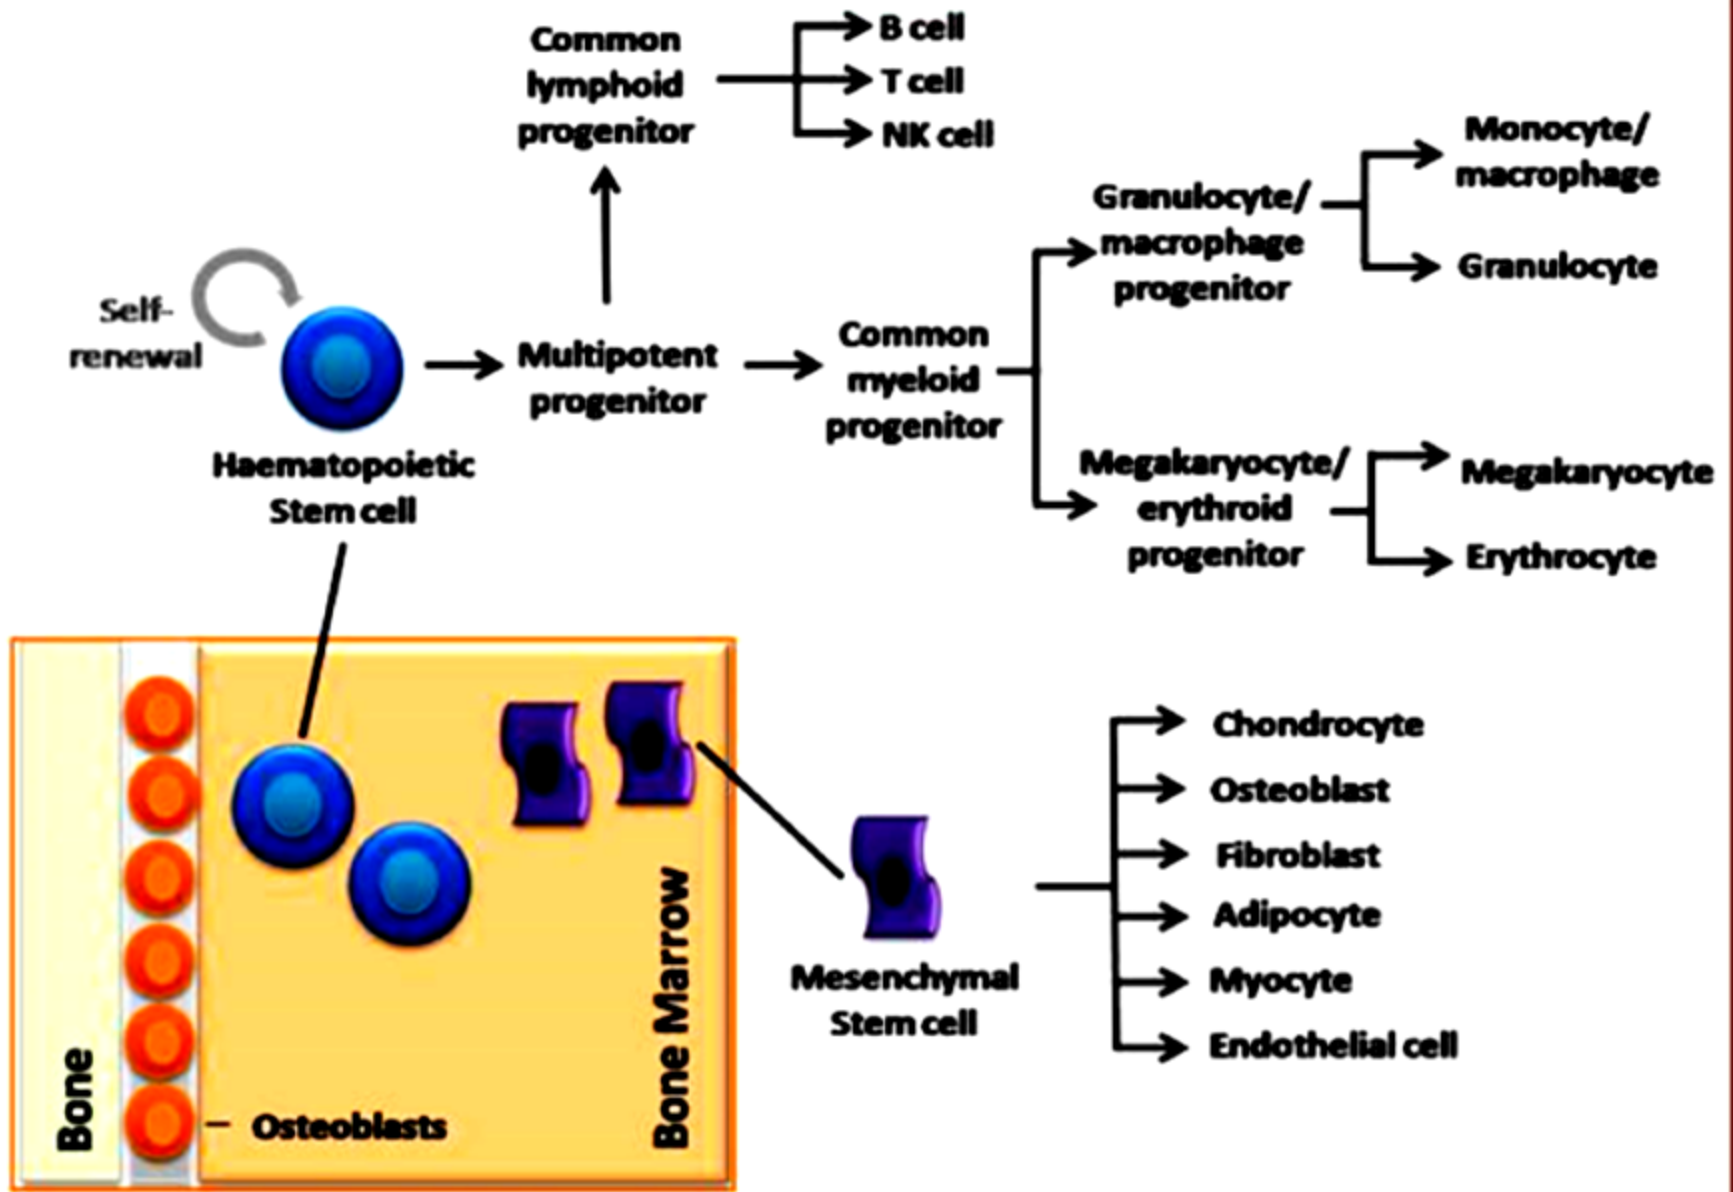 Common
lymphoid
progenitor
B cell
T cell
NK cell
Monocyte/
macrophage
Granulocyte/
macrophage
progenitor
Granulocyte
Self-
renewal
Multipotent
progenitor
Common
myeloid
progenitor
Haematopoietic
Stem cell
Megakaryocyte/
erythroid
progenitor
Megakaryocyte
Erythrocyte
Bone
Osteoblasts
Bone Marrow
Mesenchymal
Stem cell
Chondrocyte
Osteoblast
Fibroblast
Adipocyte
Myocyte
Endothelial cell